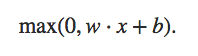 max(0, w · x + b).